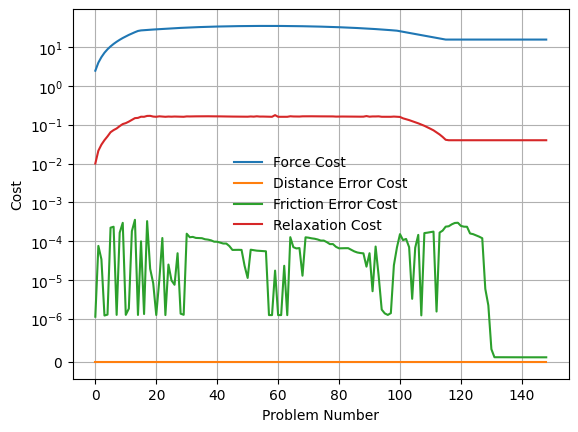 10¹
10⁰
10⁻¹
10⁻²
10⁻³
10⁻⁴
10⁻⁵
10⁻⁶
0
Cost
Force Cost
Distance Error Cost
Friction Error Cost
Relaxation Cost
0 20 40 60 80 100 120 140
Problem Number